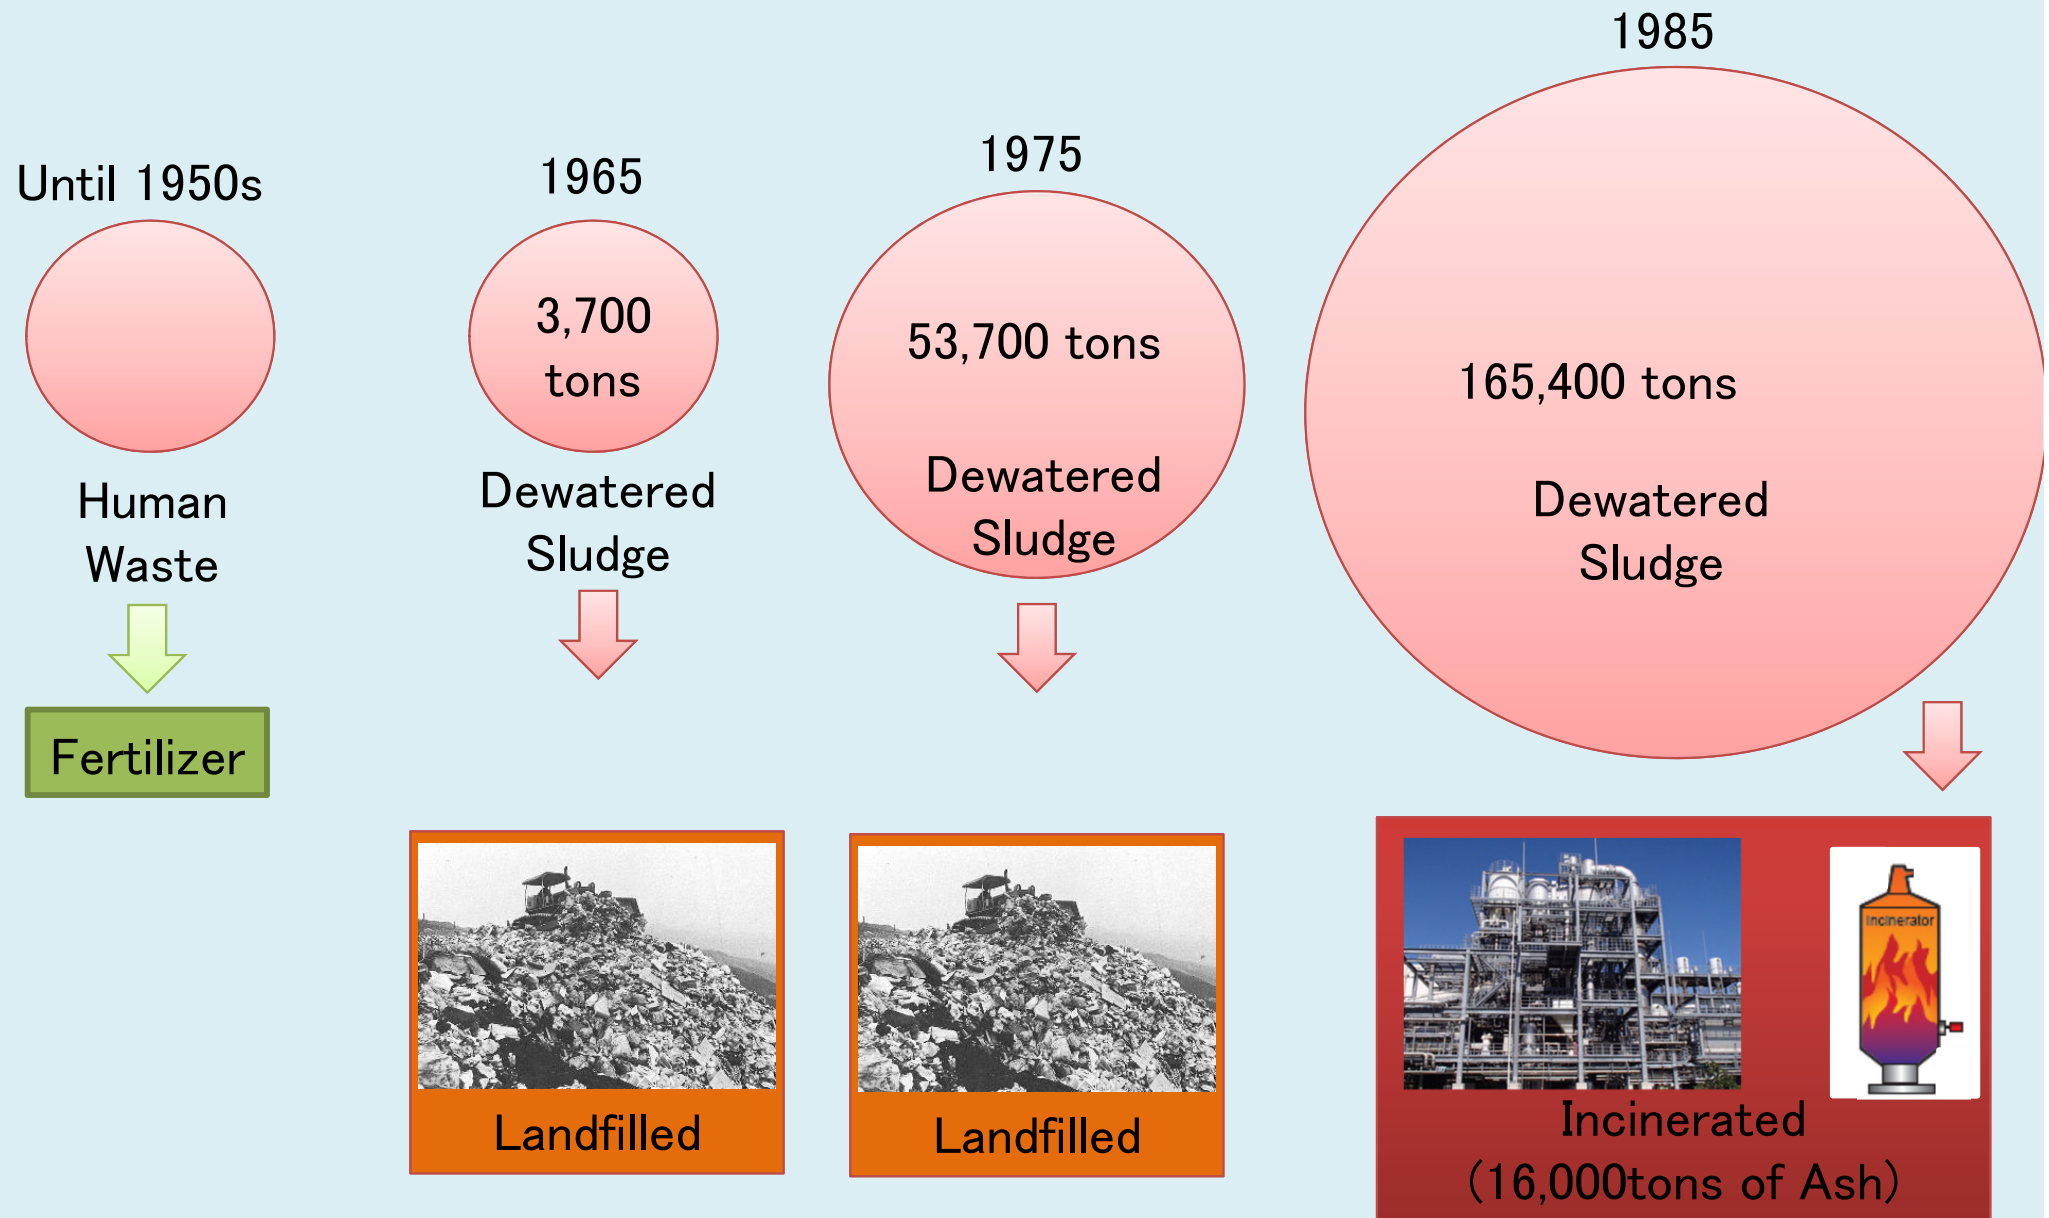 Until 1950s
Human
Waste
Fertilizer
1965
3,700
tons
Dewatered
Sludge
Landfilled
1975
53,700 tons
Dewatered
Sludge
Landfilled
1985
165,400 tons
Dewatered
Sludge
Incinerator
Incinerated
(16,000tons of Ash)